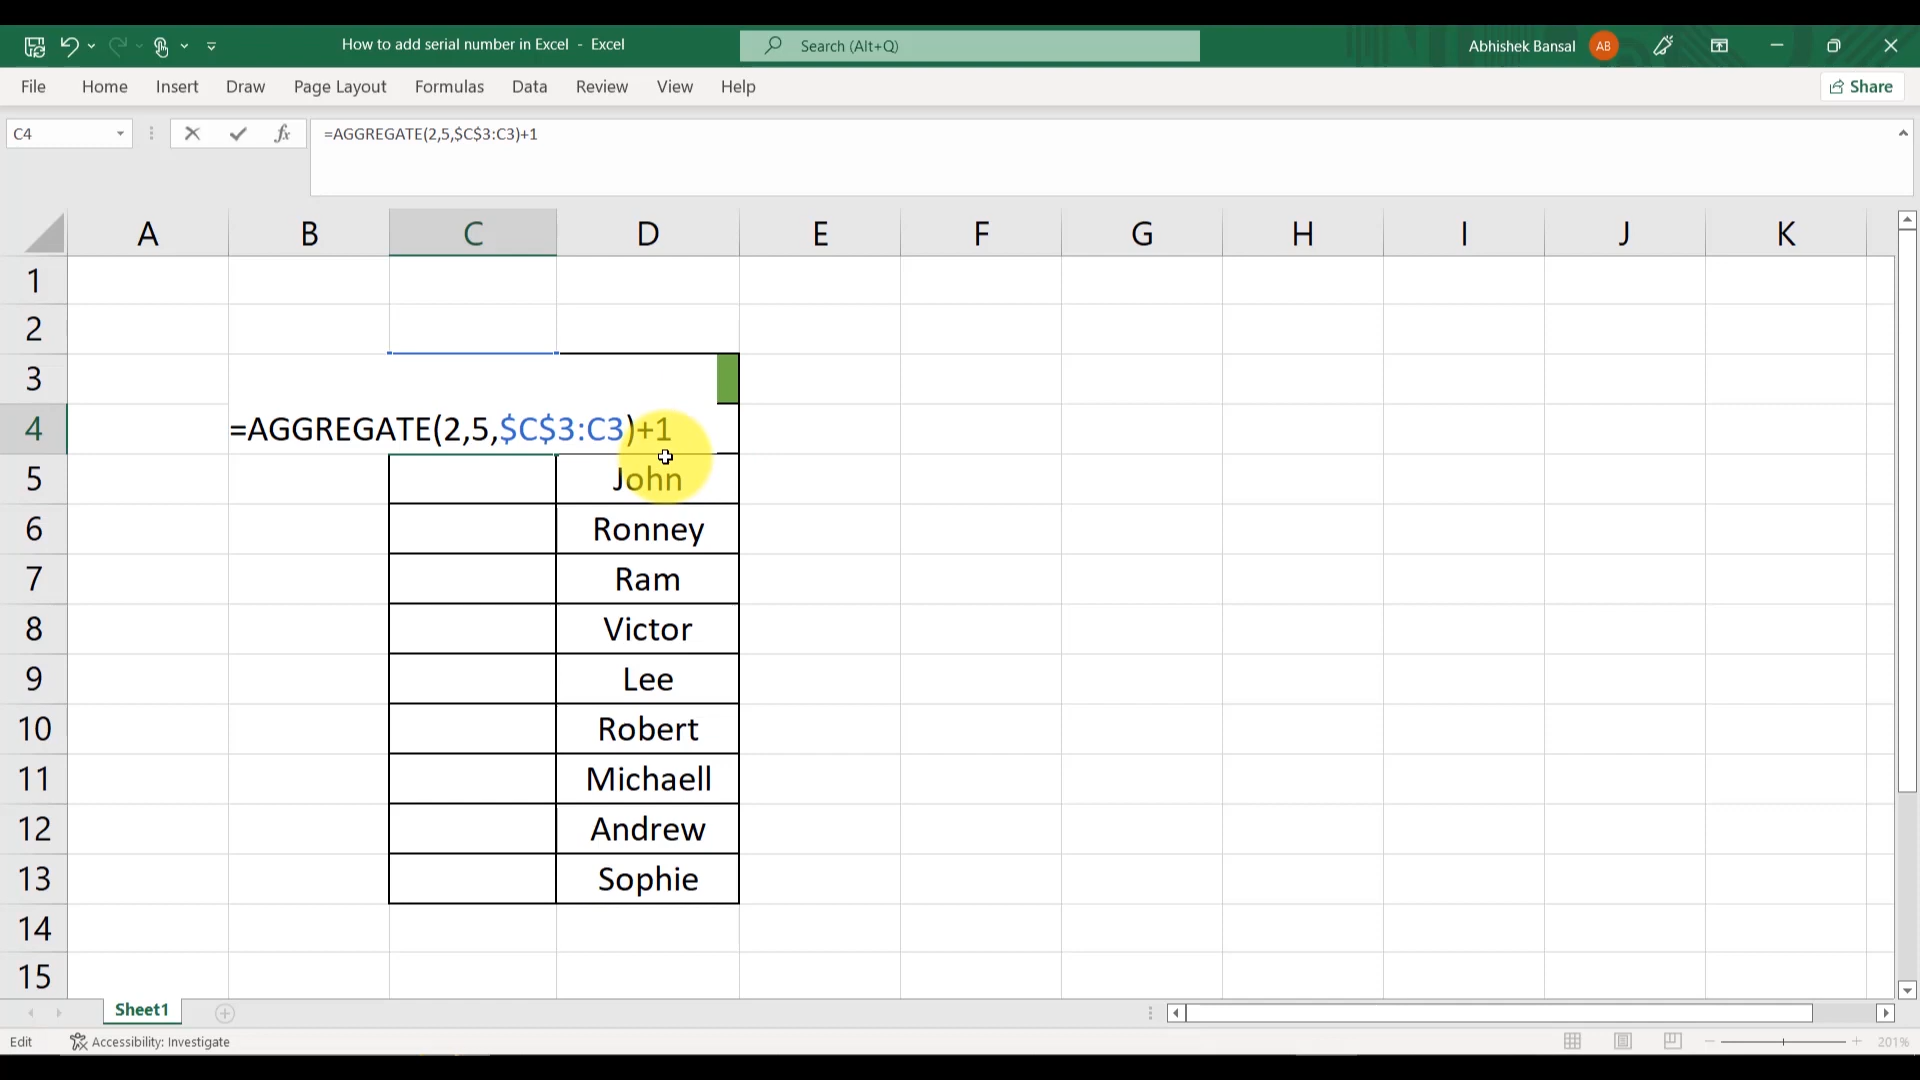 How to add serial number in Excel - Excel
Search (Alt+Q)
Abhishek Bansal AB
File Home Insert Draw Page Layout Formulas Data Review View Help Share
C4 fx =AGGREGATE(2,5,$C$3:C3)+1
A B C D E F G H I J K
1
2
3
4 =AGGREGATE(2,5,$C$3:C3)+1
5 John
6 Ronney
7 Ram
8 Victor
9 Lee
10 Robert
11 Michaell
12 Andrew
13 Sophie
14
15
Sheet1
Edit Accessibility: Investigate 201%